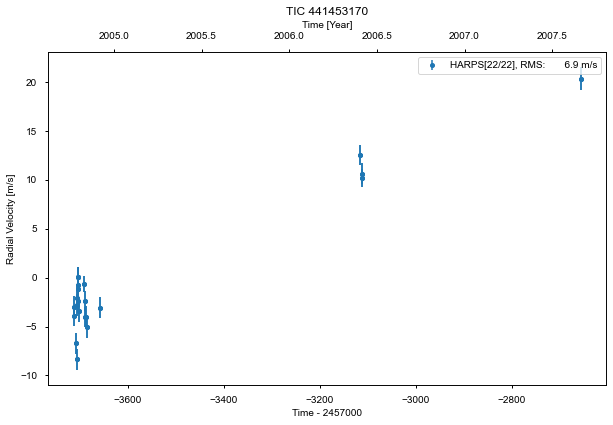 TIC 441453170
Time [Year]
2005.0 2005.5 2006.0 2006.5 2007.0 2007.5
HARPS[22/22], RMS: 6.9 m/s
20
15
10
5
0
−5
−10
Radial Velocity [m/s]
−3600 −3400 −3200 −3000 −2800
Time - 2457000